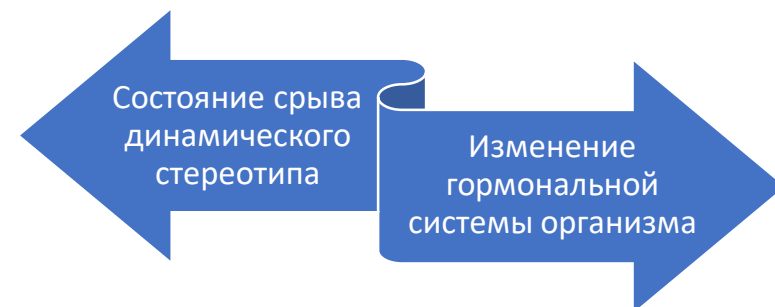 Состояние срыва
динамического
стереотипа
Изменение
гормональной
системы организма